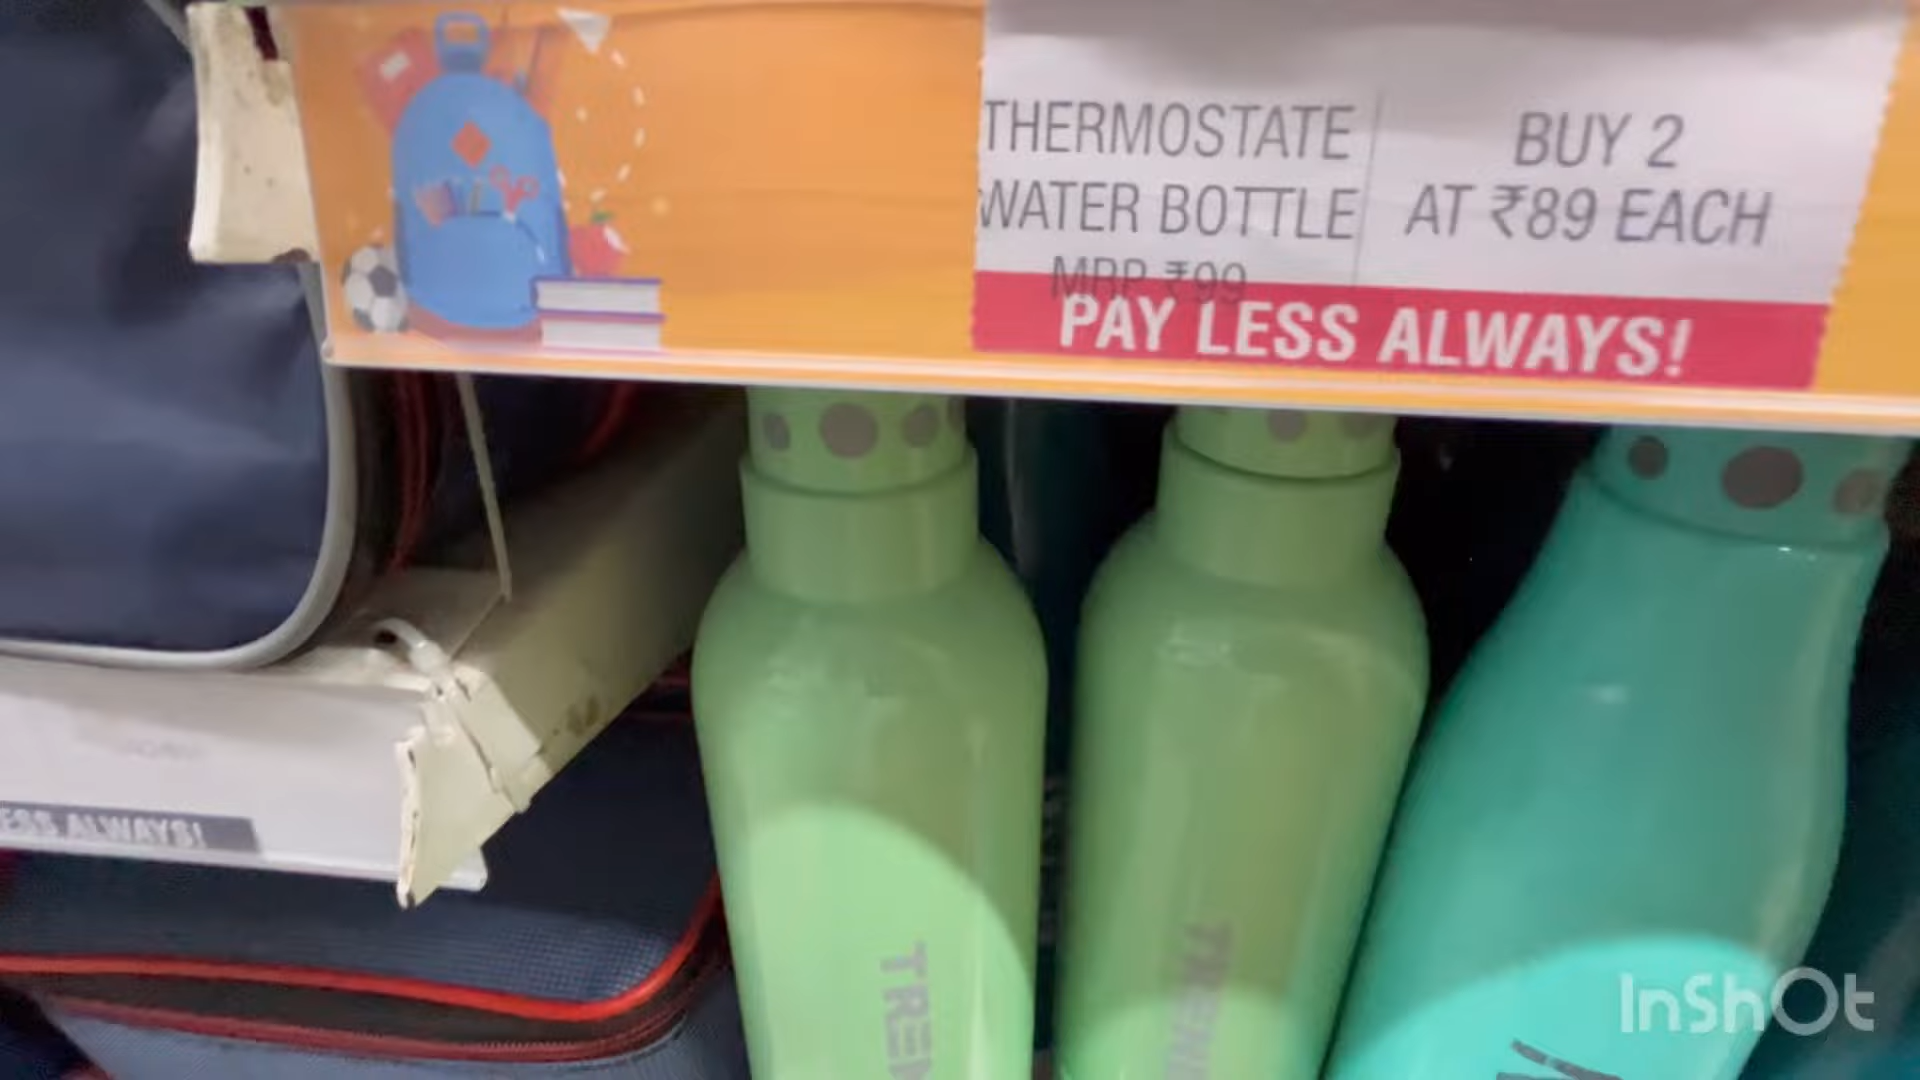 THERMOSTATE
WATER BOTTLE
MRP ₹99
BUY 2
AT ₹89 EACH
PAY LESS ALWAYS!
ALWAYS!
InShOt